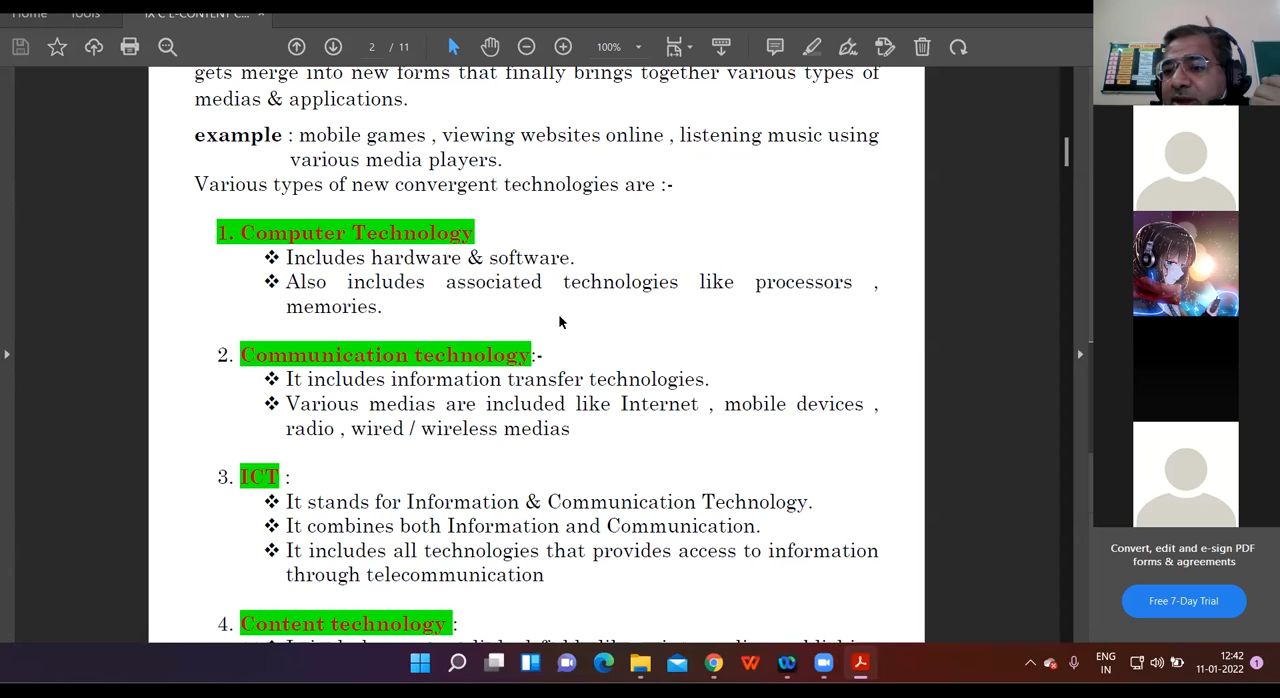 Home Tools IX C E-CONTENT C... ×
2 / 11 100%
gets merge into new forms that finally brings together various types of
medias & applications.
example : mobile games , viewing websites online , listening music using
various media players.
Various types of new convergent technologies are :-
1. Computer Technology
❖ Includes hardware & software.
❖ Also includes associated technologies like processors ,
memories.
2. Communication technology:-
❖ It includes information transfer technologies.
❖ Various medias are included like Internet , mobile devices ,
radio , wired / wireless medias
3. ICT :
❖ It stands for Information & Communication Technology.
❖ It combines both Information and Communication.
❖ It includes all technologies that provides access to information
through telecommunication
4. Content technology :
Convert, edit and e-sign PDF
forms & agreements
Free 7-Day Trial
ENG
IN
12:42
11-01-2022
1